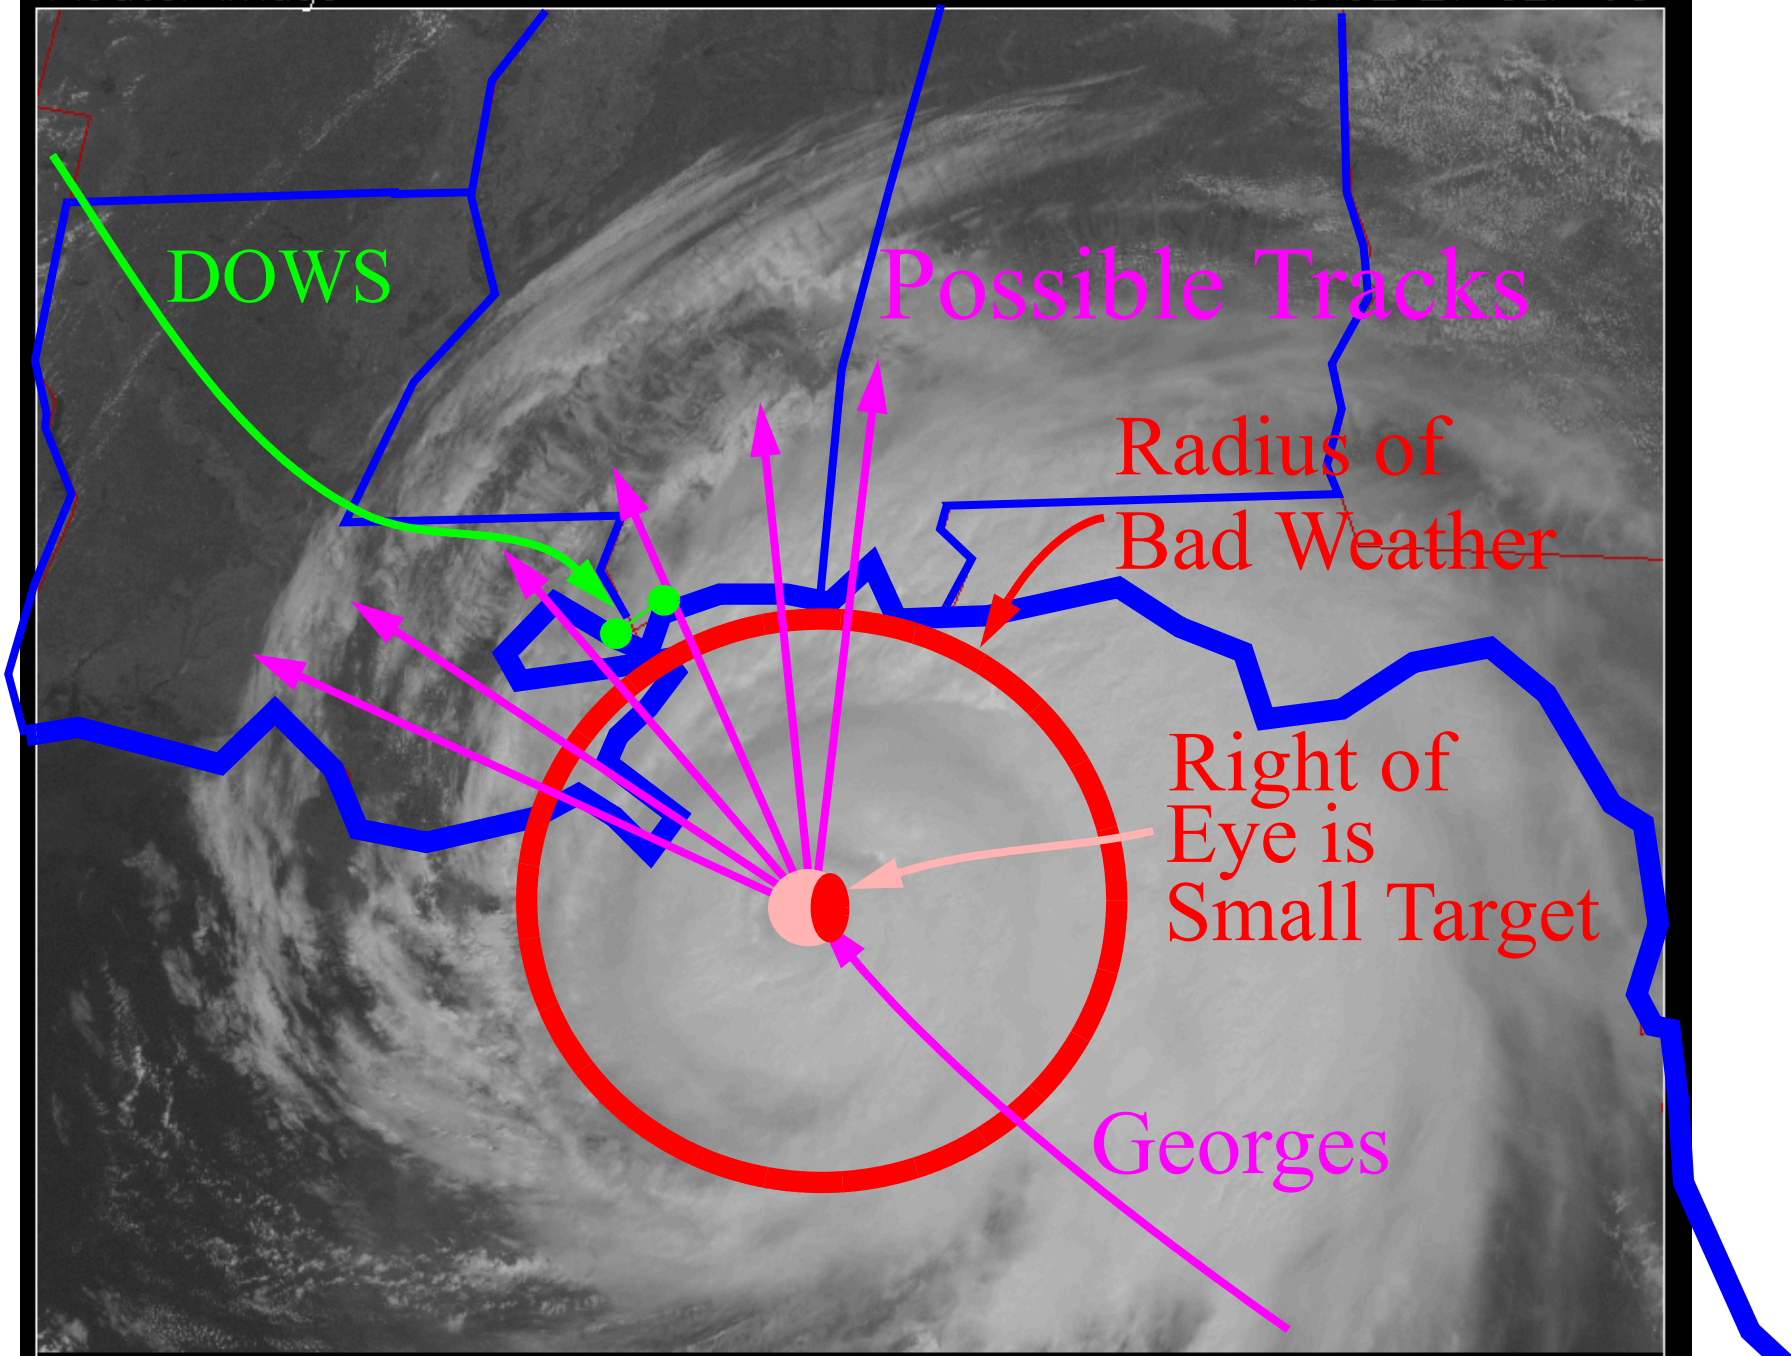 DOWS
Possible Tracks
Radius of
Bad Weather
Right of
Eye is
Small Target
Georges